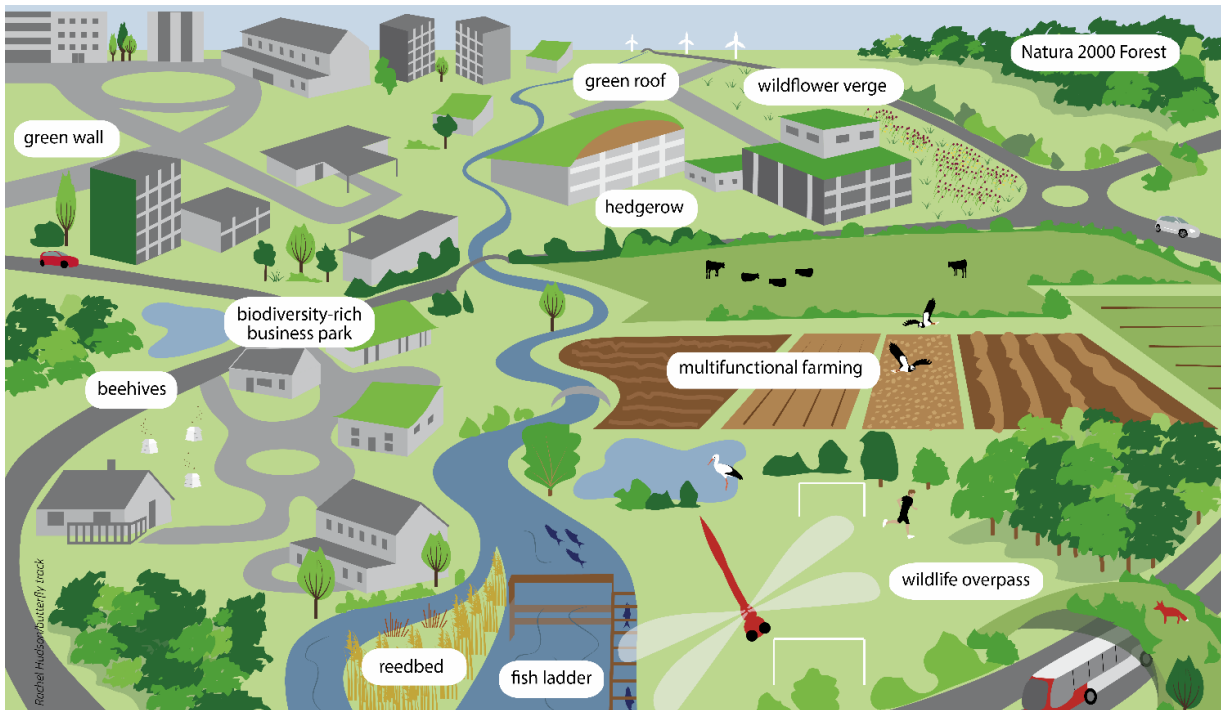 Natura 2000 Forest
green roof
wildflower verge
green wall
hedgerow
biodiversity-rich
business park
multifunctional farming
beehives
wildlife overpass
reedbed
fish ladder
Rachel Hudson/butterfly track